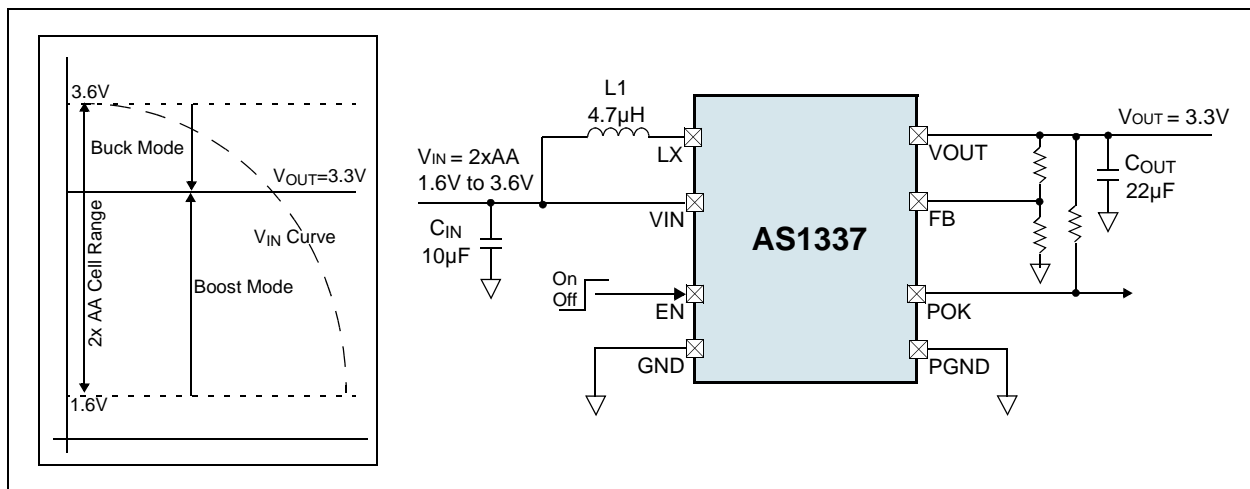 3.6V
Buck Mode
VOUT=3.3V
VIN Curve
2x AA Cell Range
Boost Mode
1.6V
L1
4.7µH
LX
VIN = 2xAA
1.6V to 3.6V
VIN
CIN
10µF
On
Off
EN
GND
AS1337
VOUT = 3.3V
VOUT
COUT
22µF
FB
POK
PGND